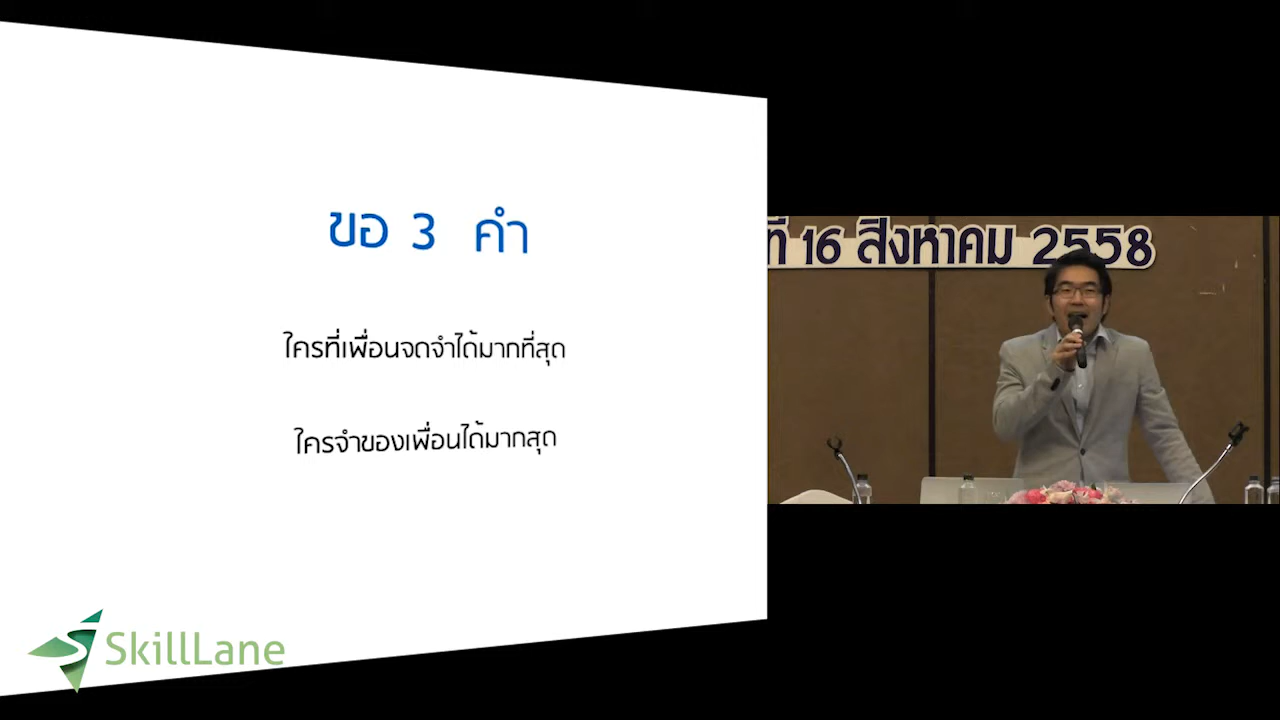 ขอ 3 คำ
ใครที่เพื่อนจดจำได้มากที่สุด
ใครจำของเพื่อนได้มากสุด
SkillLane
ที่ 16 สิงหาคม 2558